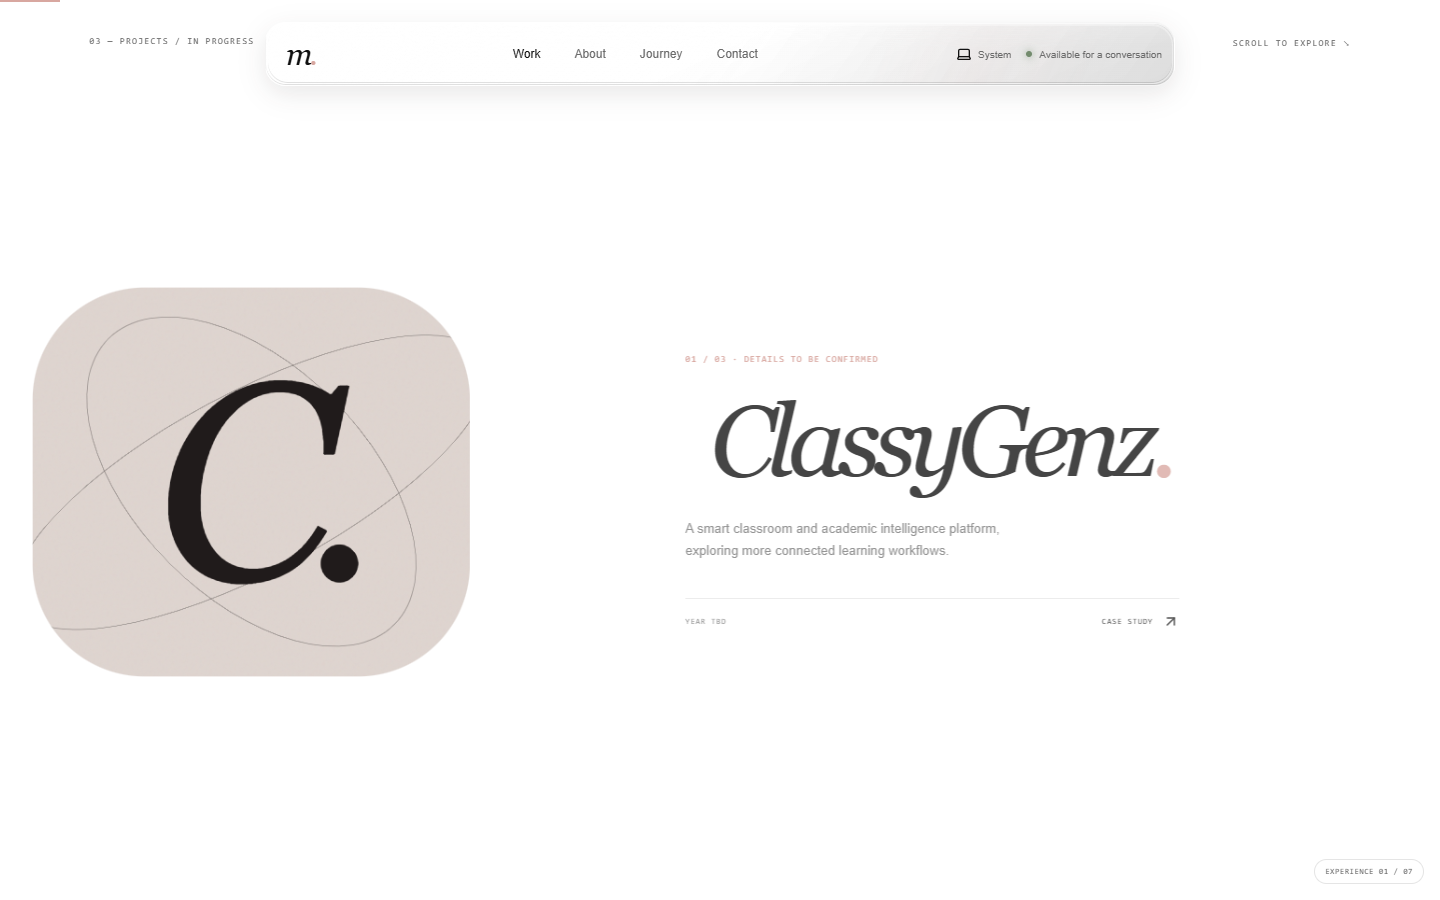 03 — PROJECTS / IN PROGRESS
m.
Work
About
Journey
Contact
System
Available for a conversation
SCROLL TO EXPLORE ↘
C.
01 / 03 · DETAILS TO BE CONFIRMED
ClassyGenz.
A smart classroom and academic intelligence platform,
exploring more connected learning workflows.
YEAR TBD
CASE STUDY
EXPERIENCE 01 / 07